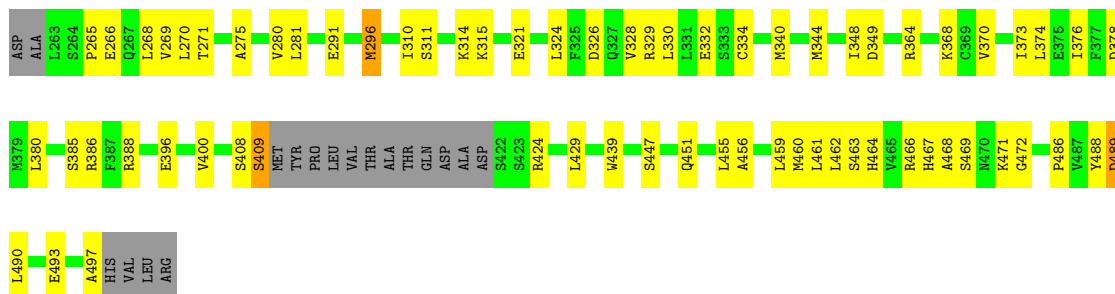 ASP ALA L263 S264 P265 E266 Q267 L268 V269 L270 T271 A275 V280 L281 E291 M296 I310 S311 K314 K315 E321 L324 F325 D326 Q327 V328 R329 L330 L331 E332 S333 C334 M340 M344 I348 D349 R364 K368 C369 V370 I373 L374 E375 I376 F377
M379 L380 S385 R386 F387 R388 E396 V400 S408 S409 MET TYR PRO LEU VAL THR ALA THR GLN ASP ALA ASP S422 S423 R424 L429 W439 S447 Q451 L455 A456 L459 M460 L461 L462 S463 H464 V465 R466 H467 A468 S469 N470 K471 G472 P486 V487 Y488
L490 E493 A497 HIS VAL LEU ARG